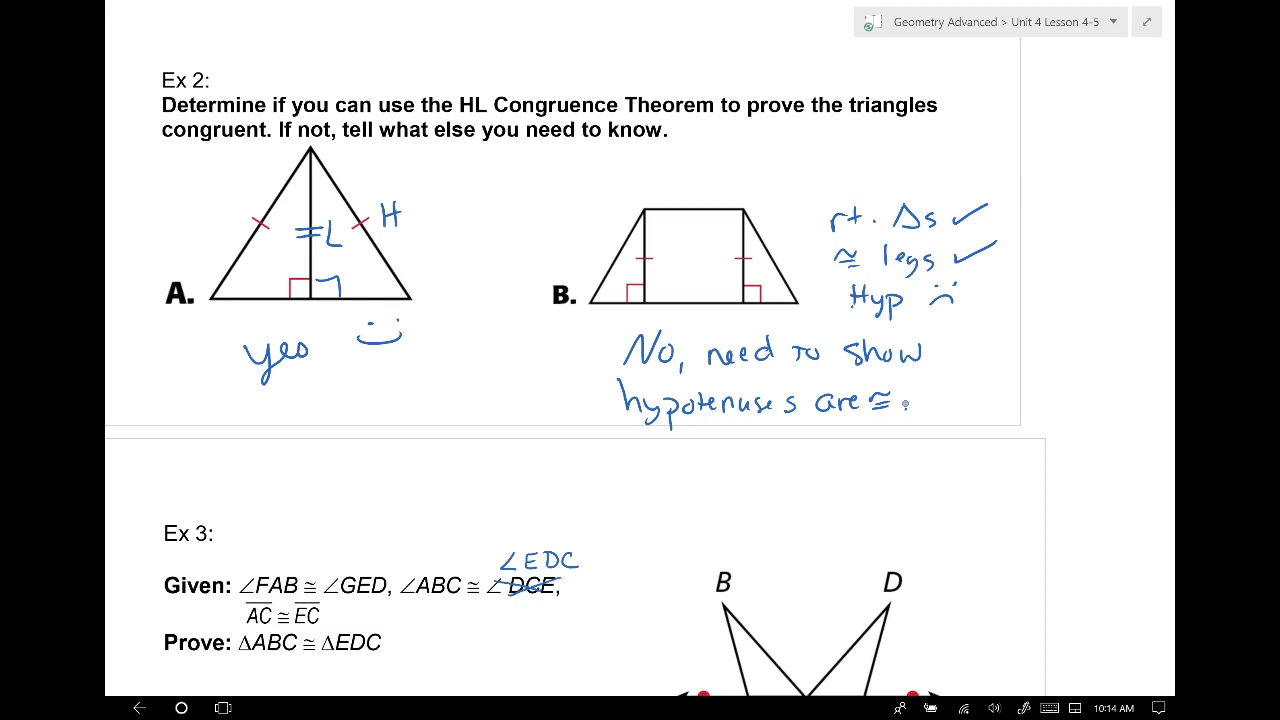 Geometry Advanced > Unit 4 Lesson 4-5
Ex 2:
Determine if you can use the HL Congruence Theorem to prove the triangles
congruent. If not, tell what else you need to know.
A.
H
L
yes
B.
rt. Δs ✓
≅ legs ✓
Hyp
No, need to show
hypotenuses are ≅.
Ex 3:
∠EDC
Given: ∠FAB ≅ ∠GED, ∠ABC ≅ ∠DCE,
AC ≅ EC
Prove: ΔABC ≅ ΔEDC
B
D
10:14 AM